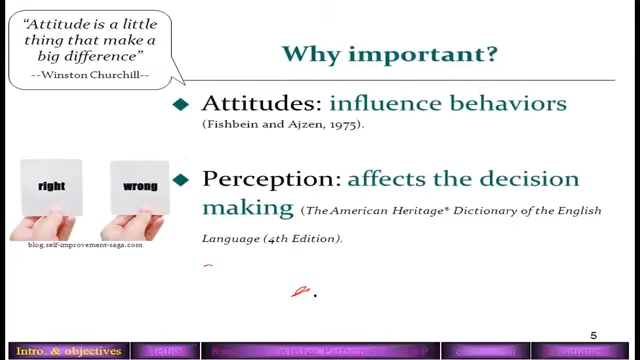 “Attitude is a little
thing that make a
big difference”
--Winston Churchill--
Why important?
Attitudes: influence behaviors
(Fishbein and Ajzen, 1975).
right
wrong
Perception: affects the decision
making (The American Heritage® Dictionary of the English
Language (4th Edition).
blog.self-improvement-saga.com
5
Intro. & objectives